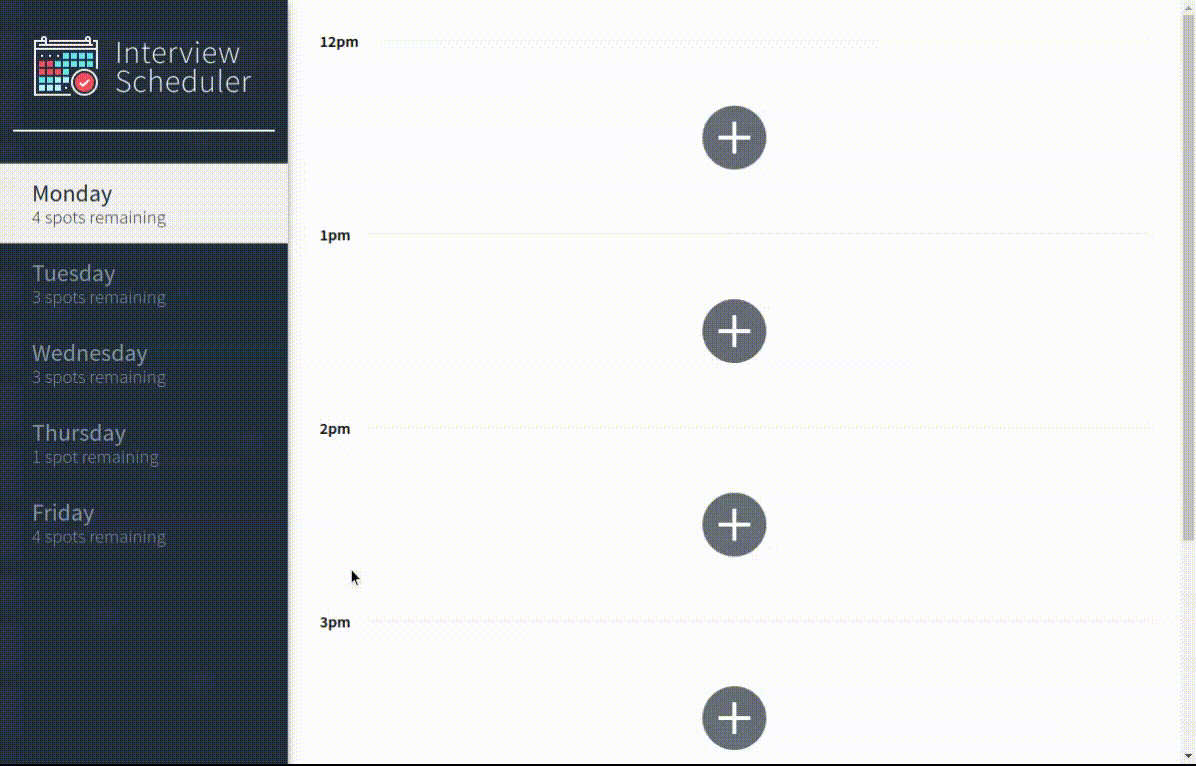 Interview
Scheduler
Monday
4 spots remaining
Tuesday
3 spots remaining
Wednesday
3 spots remaining
Thursday
1 spot remaining
Friday
4 spots remaining
12pm
1pm
2pm
3pm